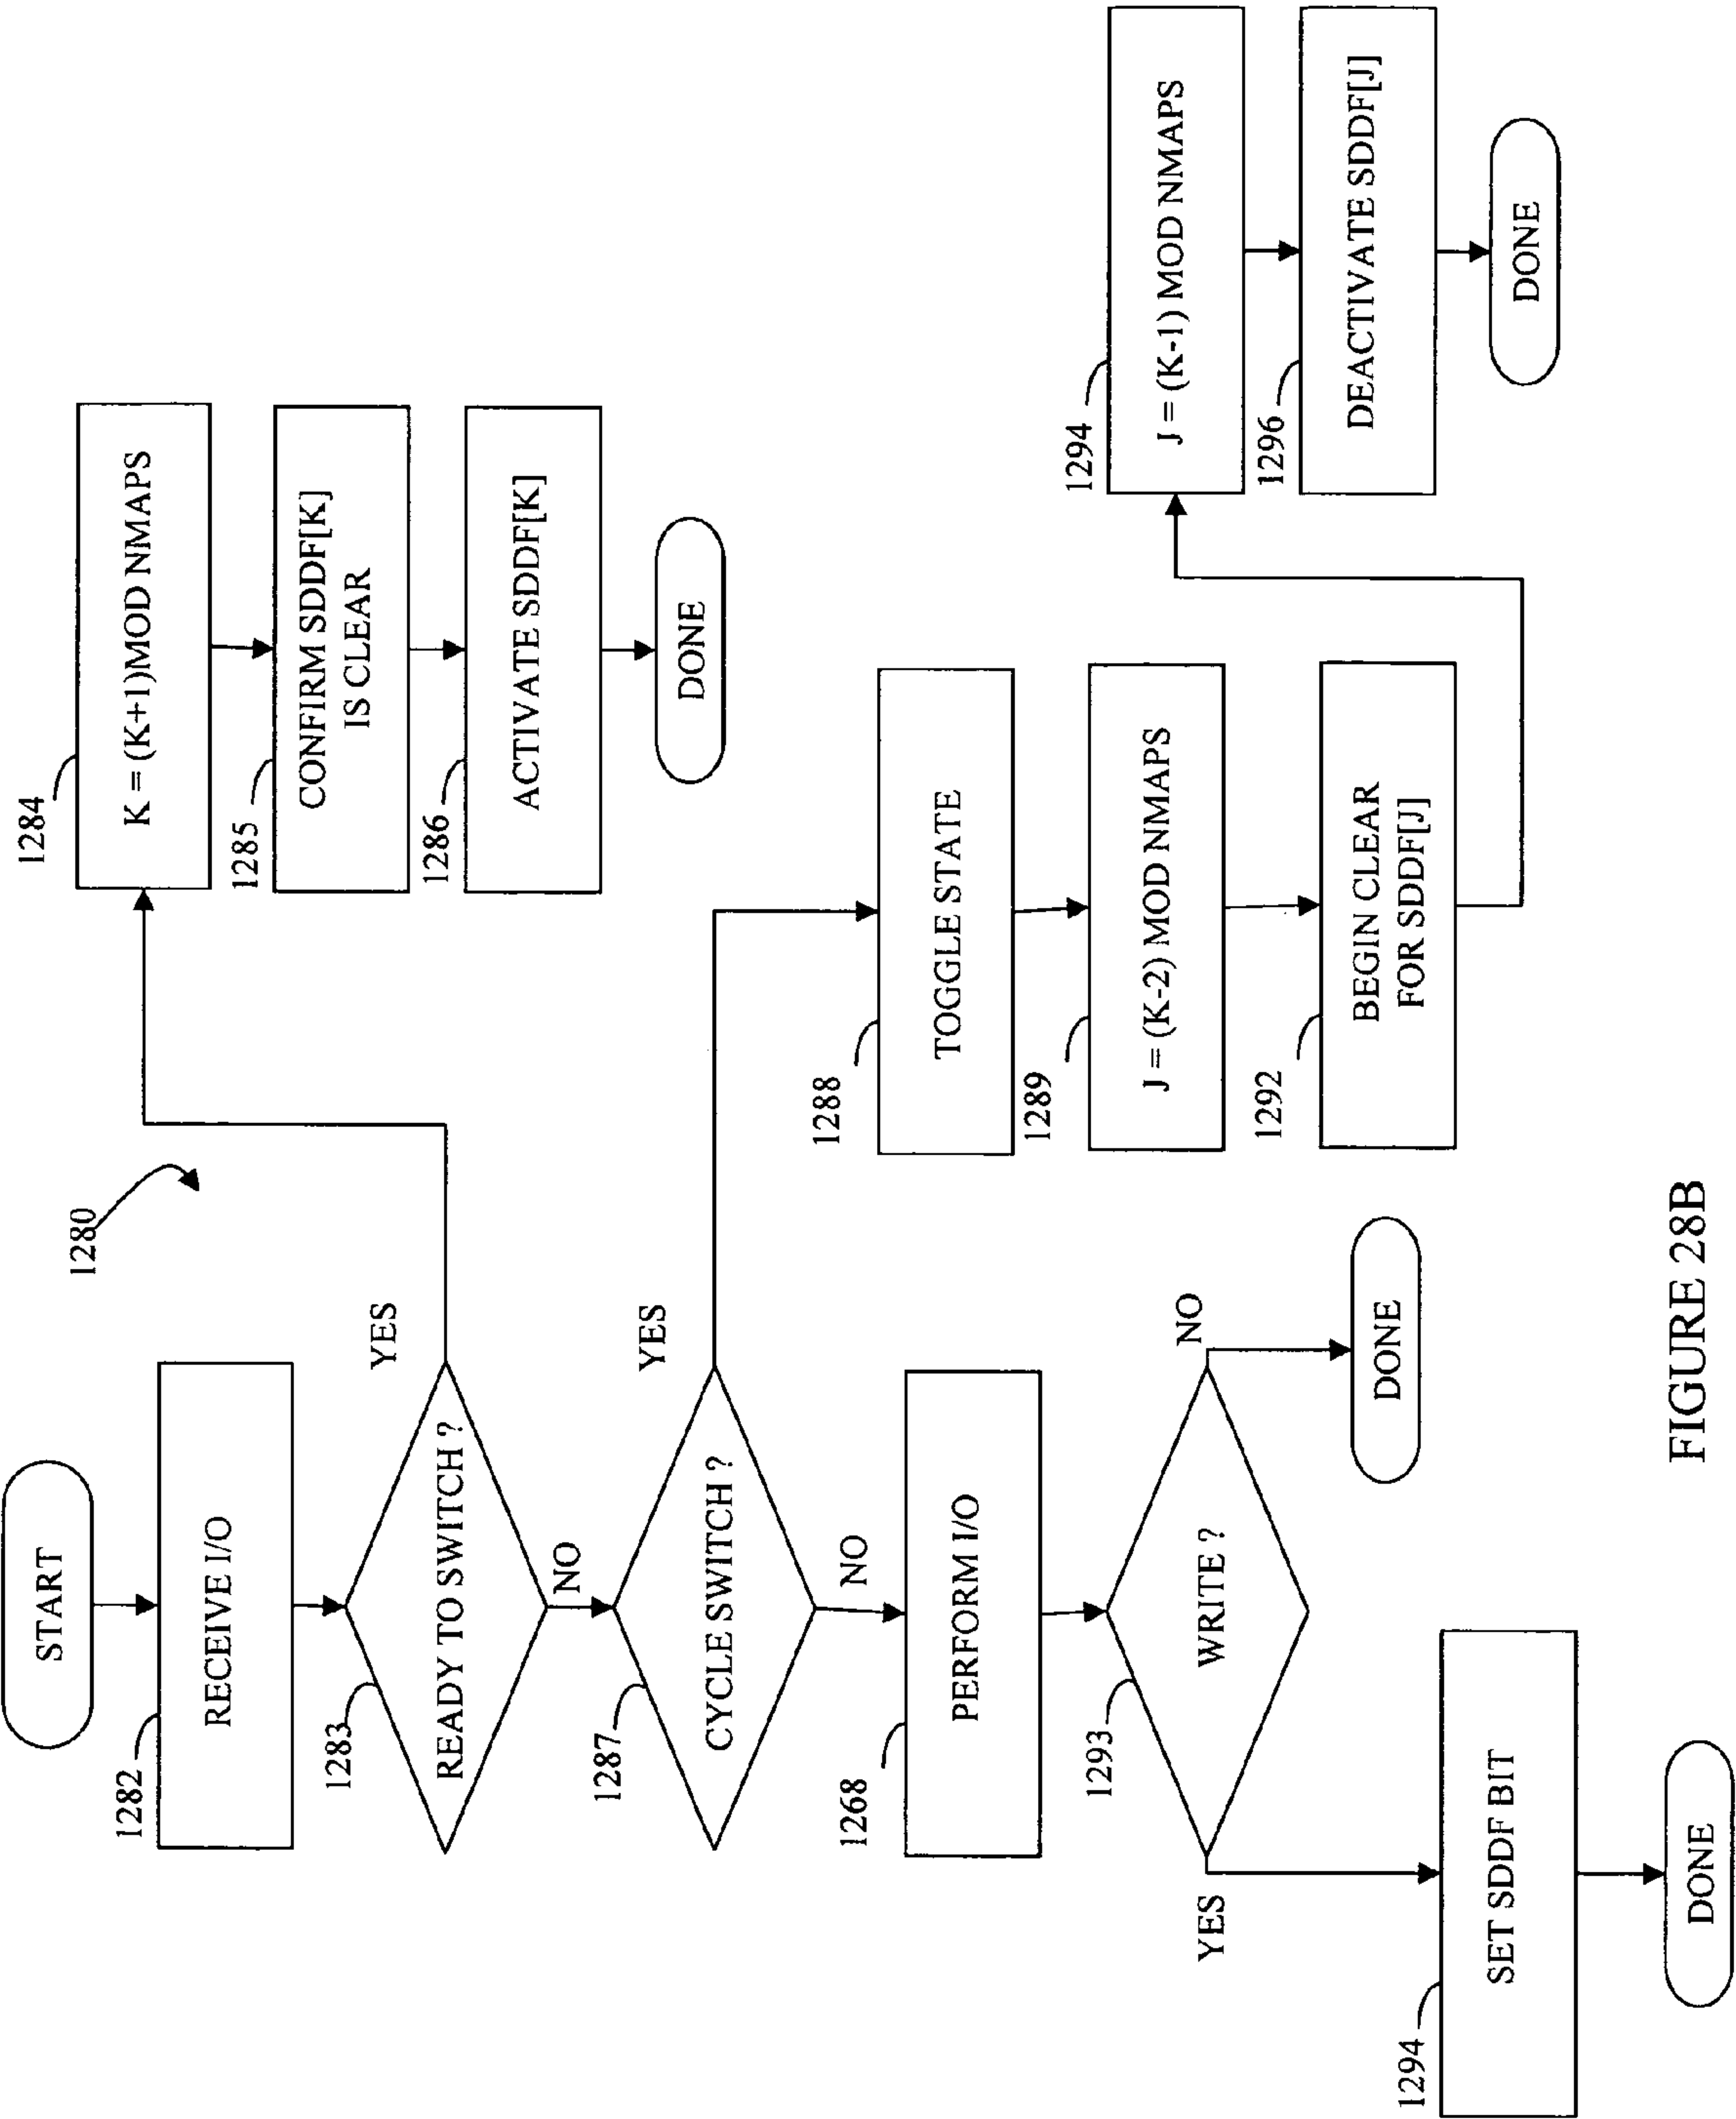 1280
START
1282
RECEIVE I/O
1283
READY TO SWITCH ?
YES
NO
1284
K = (K+1)MOD NMAPS
1285
CONFIRM SDDF[K]
IS CLEAR
1286
ACTIVATE SDDF[K]
DONE
1287
CYCLE SWITCH ?
YES
NO
1288
TOGGLE STATE
1289
J = (K-2) MOD NMAPS
1292
BEGIN CLEAR
FOR SDDF[J]
1294
J = (K-1) MOD NMAPS
1296
DEACTIVATE SDDF[J]
DONE
1268
PERFORM I/O
1293
WRITE ?
NO
DONE
YES
1294
SET SDDF BIT
DONE
FIGURE 28B